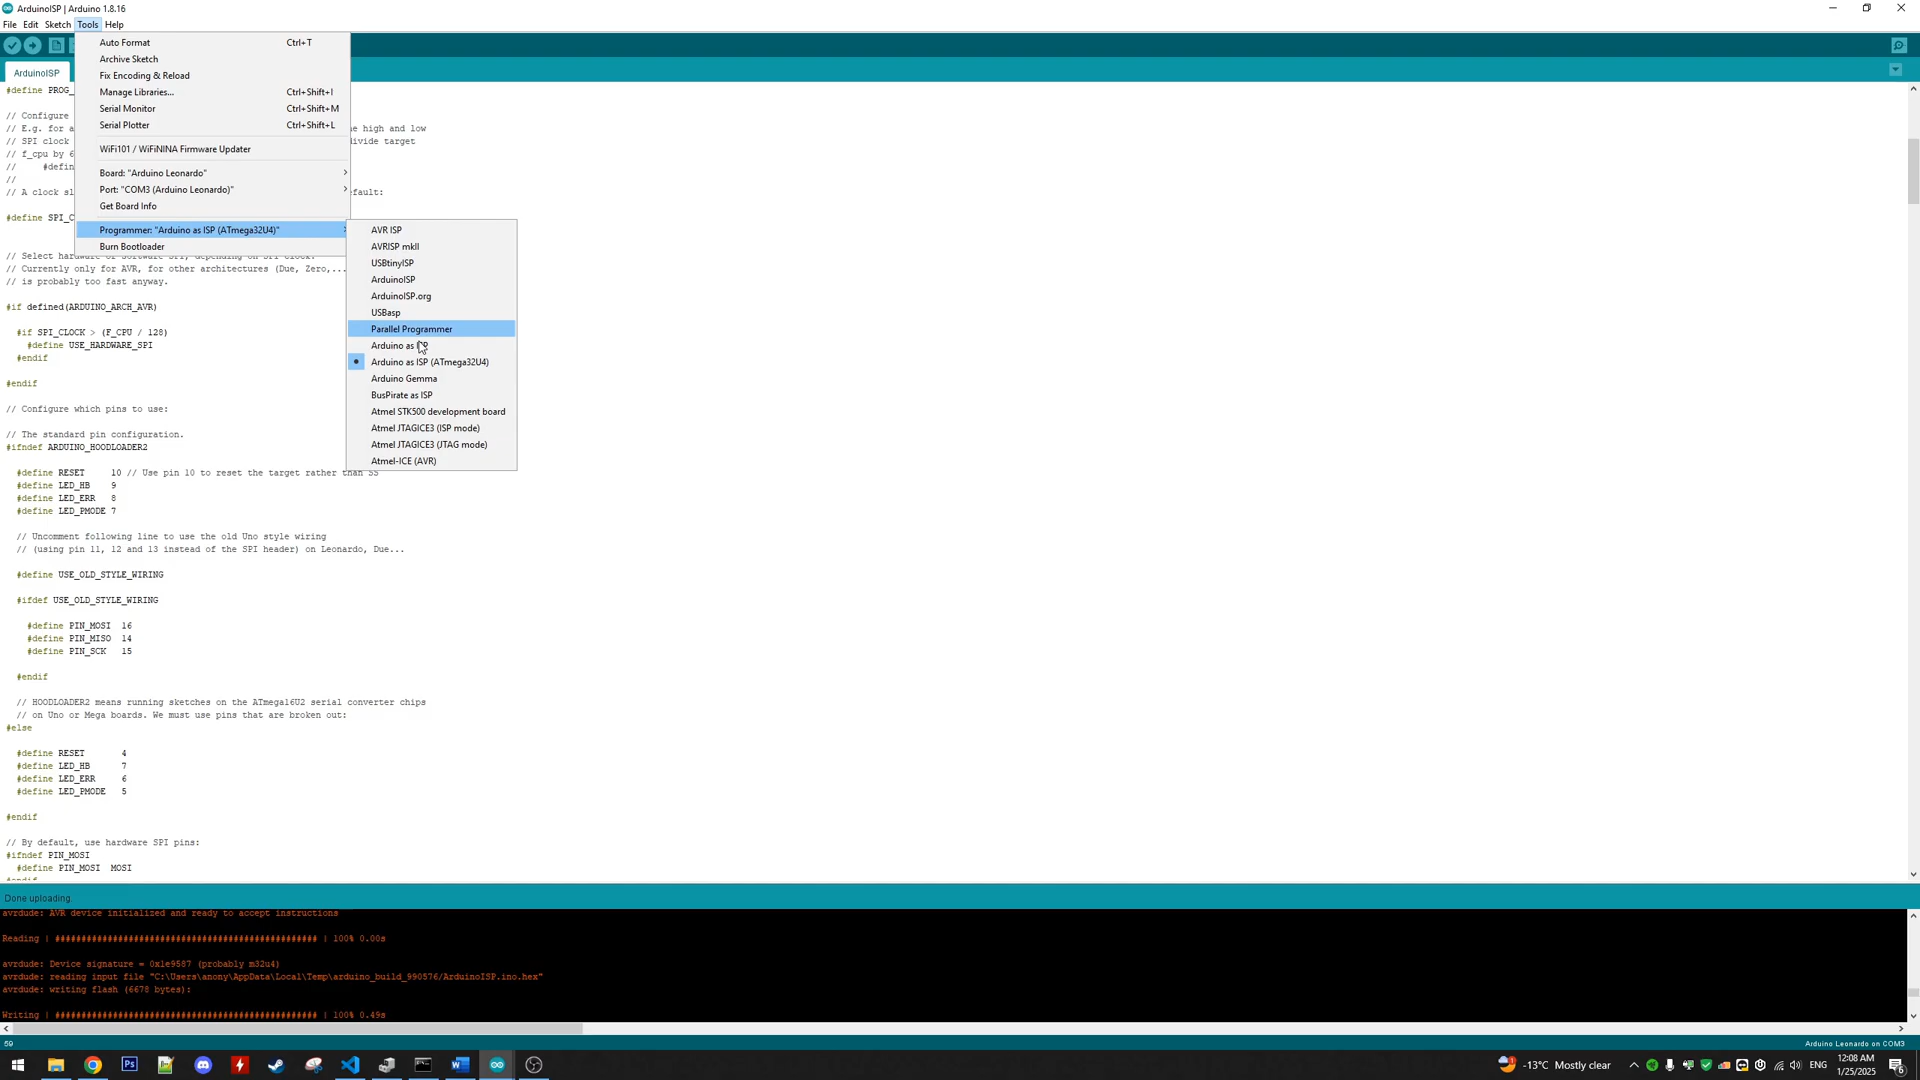 ArduinoISP | Arduino 1.8.16
File Edit Sketch Tools Help
Auto Format Ctrl+T
Archive Sketch
Fix Encoding & Reload
Manage Libraries... Ctrl+Shift+I
Serial Monitor Ctrl+Shift+M
Serial Plotter Ctrl+Shift+L
WiFi101 / WiFiNINA Firmware Updater
Board: "Arduino Leonardo"
Port: "COM3 (Arduino Leonardo)"
Get Board Info
Programmer: "Arduino as ISP (ATmega32U4)"
Burn Bootloader
AVR ISP
AVRISP mkII
USBtinyISP
ArduinoISP
ArduinoISP.org
USBasp
Parallel Programmer
Arduino as ISP
Arduino as ISP (ATmega32U4)
Arduino Gemma
BusPirate as ISP
Atmel STK500 development board
Atmel JTAGICE3 (ISP mode)
Atmel JTAGICE3 (JTAG mode)
Atmel-ICE (AVR)
ArduinoISP
#define PROG_
// Configure
// E.g. for a he high and low
// SPI clock ivide target
// f_cpu by 6
// #defin
//
// A clock sl efault:
#define SPI_C
// Select hardware or software SPI, depending on SPI clock.
// Currently only for AVR, for other architectures (Due, Zero,...
// is probably too fast anyway.
#if defined(ARDUINO_ARCH_AVR)
#if SPI_CLOCK > (F_CPU / 128)
#define USE_HARDWARE_SPI
#endif
#endif
// Configure which pins to use:
// The standard pin configuration.
#ifndef ARDUINO_HOODLOADER2
#define RESET 10 // Use pin 10 to reset the target rather than SS
#define LED_HB 9
#define LED_ERR 8
#define LED_PMODE 7
// Uncomment following line to use the old Uno style wiring
// (using pin 11, 12 and 13 instead of the SPI header) on Leonardo, Due...
#define USE_OLD_STYLE_WIRING
#ifdef USE_OLD_STYLE_WIRING
#define PIN_MOSI 16
#define PIN_MISO 14
#define PIN_SCK 15
#endif
// HOODLOADER2 means running sketches on the ATmega16U2 serial converter chips
// on Uno or Mega boards. We must use pins that are broken out:
#else
#define RESET 4
#define LED_HB 7
#define LED_ERR 6
#define LED_PMODE 5
#endif
// By default, use hardware SPI pins:
#ifndef PIN_MOSI
#define PIN_MOSI MOSI
#endif
Done uploading.
avrdude: AVR device initialized and ready to accept instructions
Reading | ################################################## | 100% 0.00s
avrdude: Device signature = 0x1e9587 (probably m32u4)
avrdude: reading input file "C:\Users\anony\AppData\Local\Temp\arduino_build_990576/ArduinoISP.ino.hex"
avrdude: writing flash (6678 bytes):
Writing | ################################################## | 100% 0.49s
59
Arduino Leonardo on COM3
-13°C Mostly clear
ENG
12:08 AM
1/25/2025